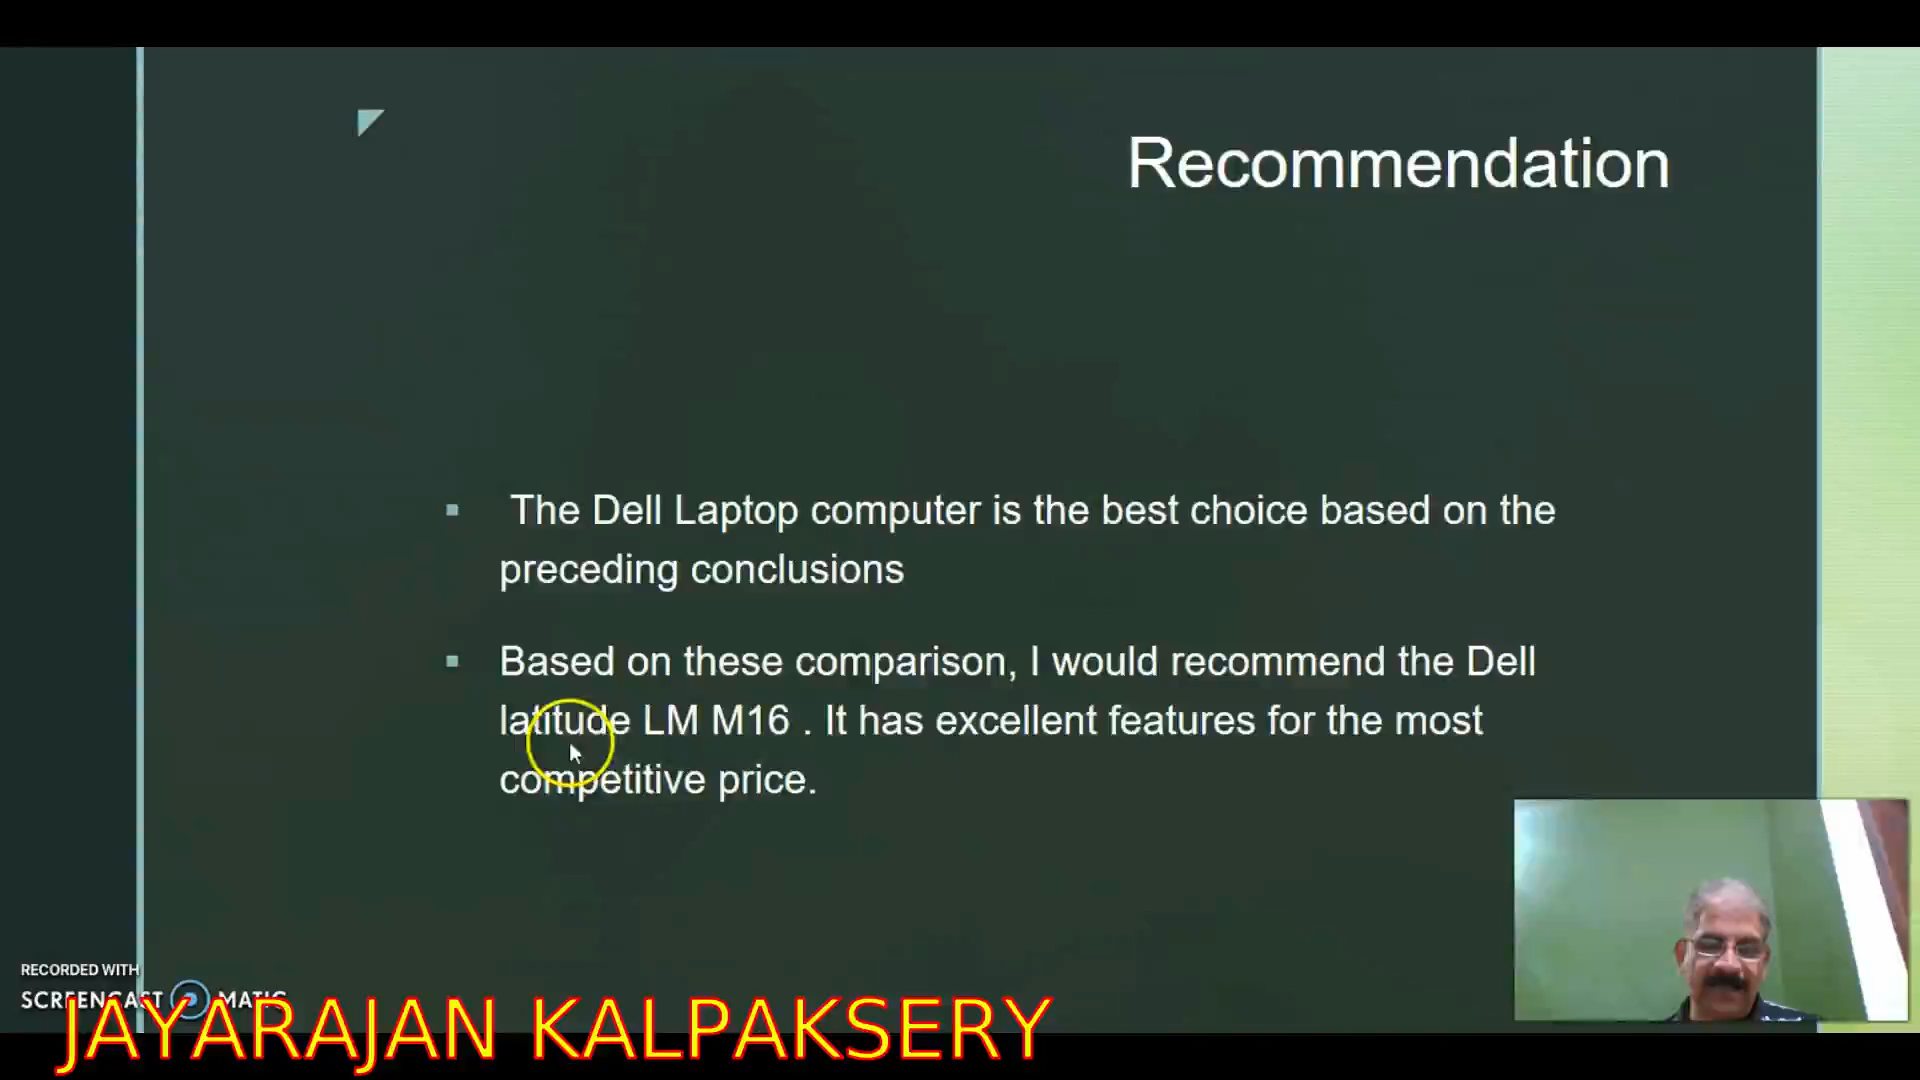 Recommendation
The Dell Laptop computer is the best choice based on the
preceding conclusions
Based on these comparison, I would recommend the Dell
latitude LM M16 . It has excellent features for the most
competitive price.
RECORDED WITH
SCREENCAST MATIC
JAYARAJAN KALPAKSERY